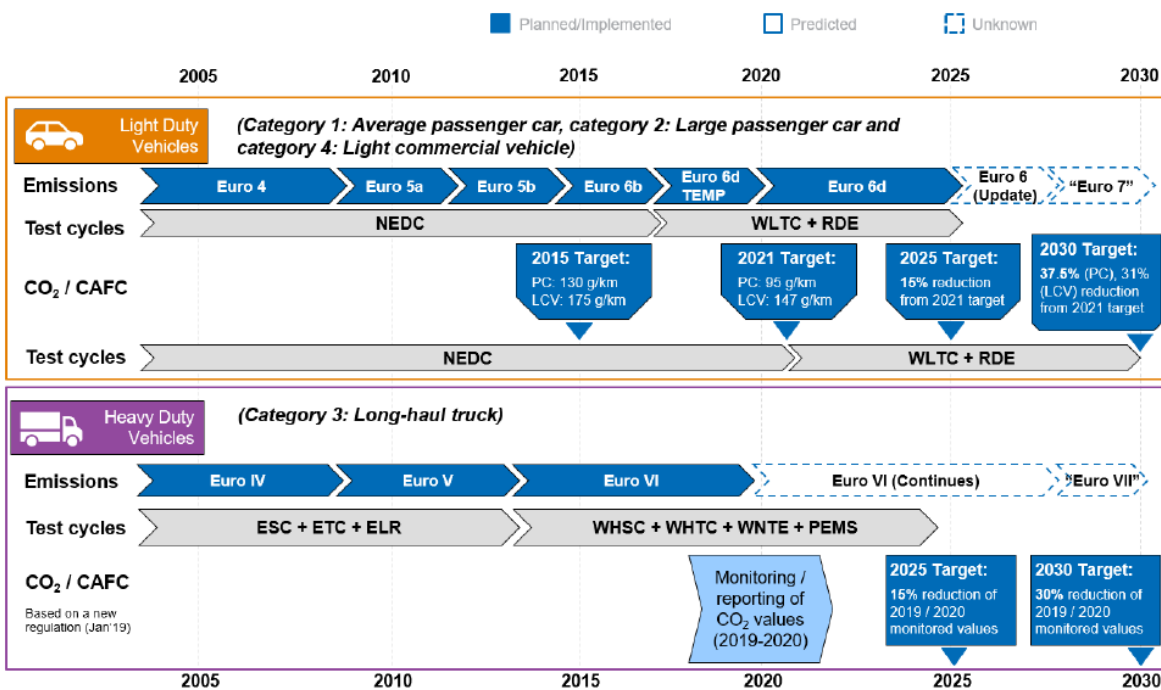 Planned/Implemented Predicted Unknown
2005 2010 2015 2020 2025 2030
Light Duty
Vehicles
(Category 1: Average passenger car, category 2: Large passenger car and
category 4: Light commercial vehicle)
Emissions Euro 4 Euro 5a Euro 5b Euro 6b Euro 6d
TEMP Euro 6d Euro 6
(Update) “Euro 7”
Test cycles NEDC WLTC + RDE
CO₂ / CAFC
2015 Target:
PC: 130 g/km
LCV: 175 g/km
2021 Target:
PC: 95 g/km
LCV: 147 g/km
2025 Target:
15% reduction
from 2021 target
2030 Target:
37.5% (PC), 31%
(LCV) reduction
from 2021 target
Test cycles NEDC WLTC + RDE
Heavy Duty
Vehicles
(Category 3: Long-haul truck)
Emissions Euro IV Euro V Euro VI Euro VI (Continues) “Euro VII”
Test cycles ESC + ETC + ELR WHSC + WHTC + WNTE + PEMS
CO₂ / CAFC
Based on a new
regulation (Jan'19)
Monitoring /
reporting of
CO₂ values
(2019-2020)
2025 Target:
15% reduction of
2019 / 2020
monitored values
2030 Target:
30% reduction of
2019 / 2020
monitored values
2005 2010 2015 2020 2025 2030